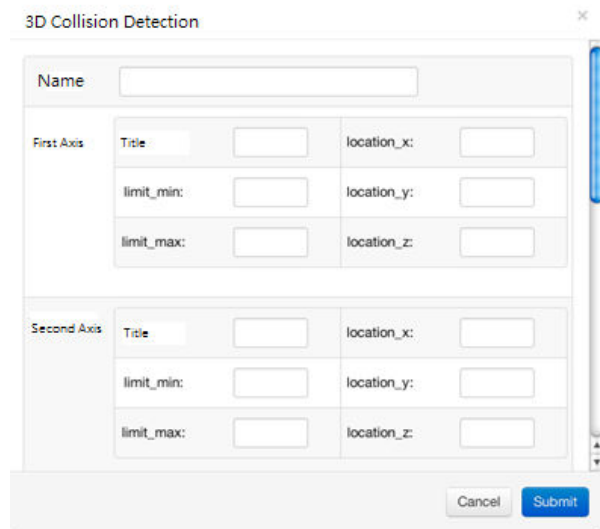 3D Collision Detection ×
Name
First Axis Title location_x:
limit_min: location_y:
limit_max: location_z:
Second Axis Title location_x:
limit_min: location_y:
limit_max: location_z:
Cancel Submit